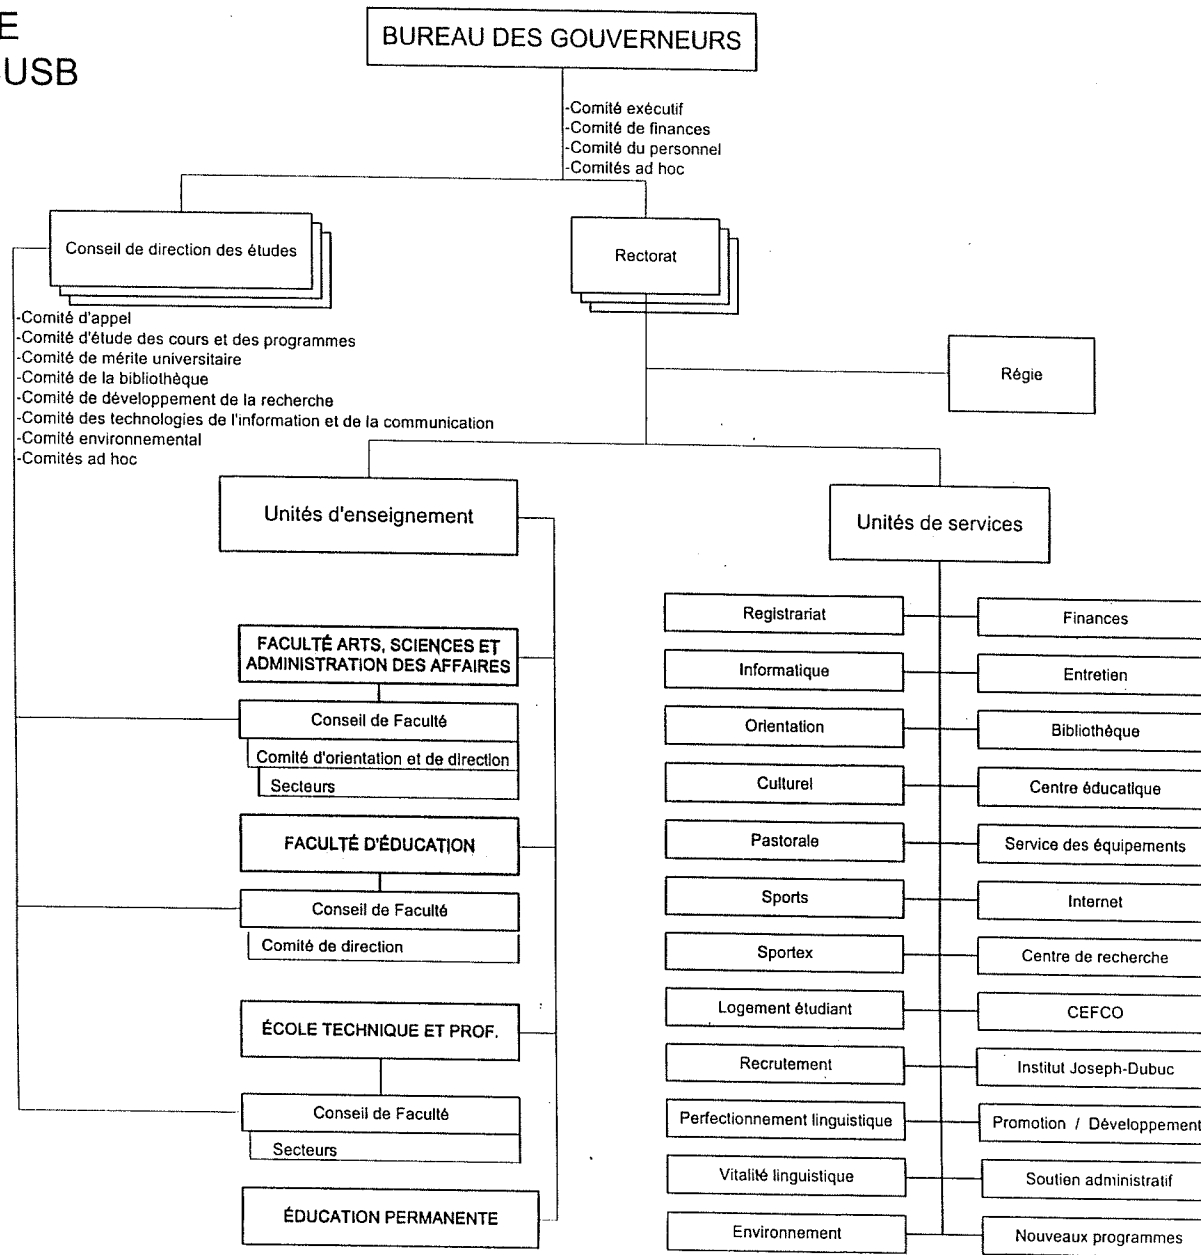 E
USB
BUREAU DES GOUVERNEURS
-Comité exécutif
-Comité de finances
-Comité du personnel
-Comités ad hoc
Conseil de direction des études
Rectorat
-Comité d'appel
-Comité d'étude des cours et des programmes
-Comité de mérite universitaire
-Comité de la bibliothèque
-Comité de développement de la recherche
-Comité des technologies de l'information et de la communication
-Comité environnemental
-Comités ad hoc
Régie
Unités d'enseignement
Unités de services
FACULTÉ ARTS, SCIENCES ET
ADMINISTRATION DES AFFAIRES
Conseil de Faculté
Comité d'orientation et de direction
Secteurs
FACULTÉ D'ÉDUCATION
Conseil de Faculté
Comité de direction
ÉCOLE TECHNIQUE ET PROF.
Conseil de Faculté
Secteurs
ÉDUCATION PERMANENTE
Registrariat
Finances
Informatique
Entretien
Orientation
Bibliothèque
Culturel
Centre éducatique
Pastorale
Service des équipements
Sports
Internet
Sportex
Centre de recherche
Logement étudiant
CEFCO
Recrutement
Institut Joseph-Dubuc
Perfectionnement linguistique
Promotion / Développement
Vitalité linguistique
Soutien administratif
Environnement
Nouveaux programmes